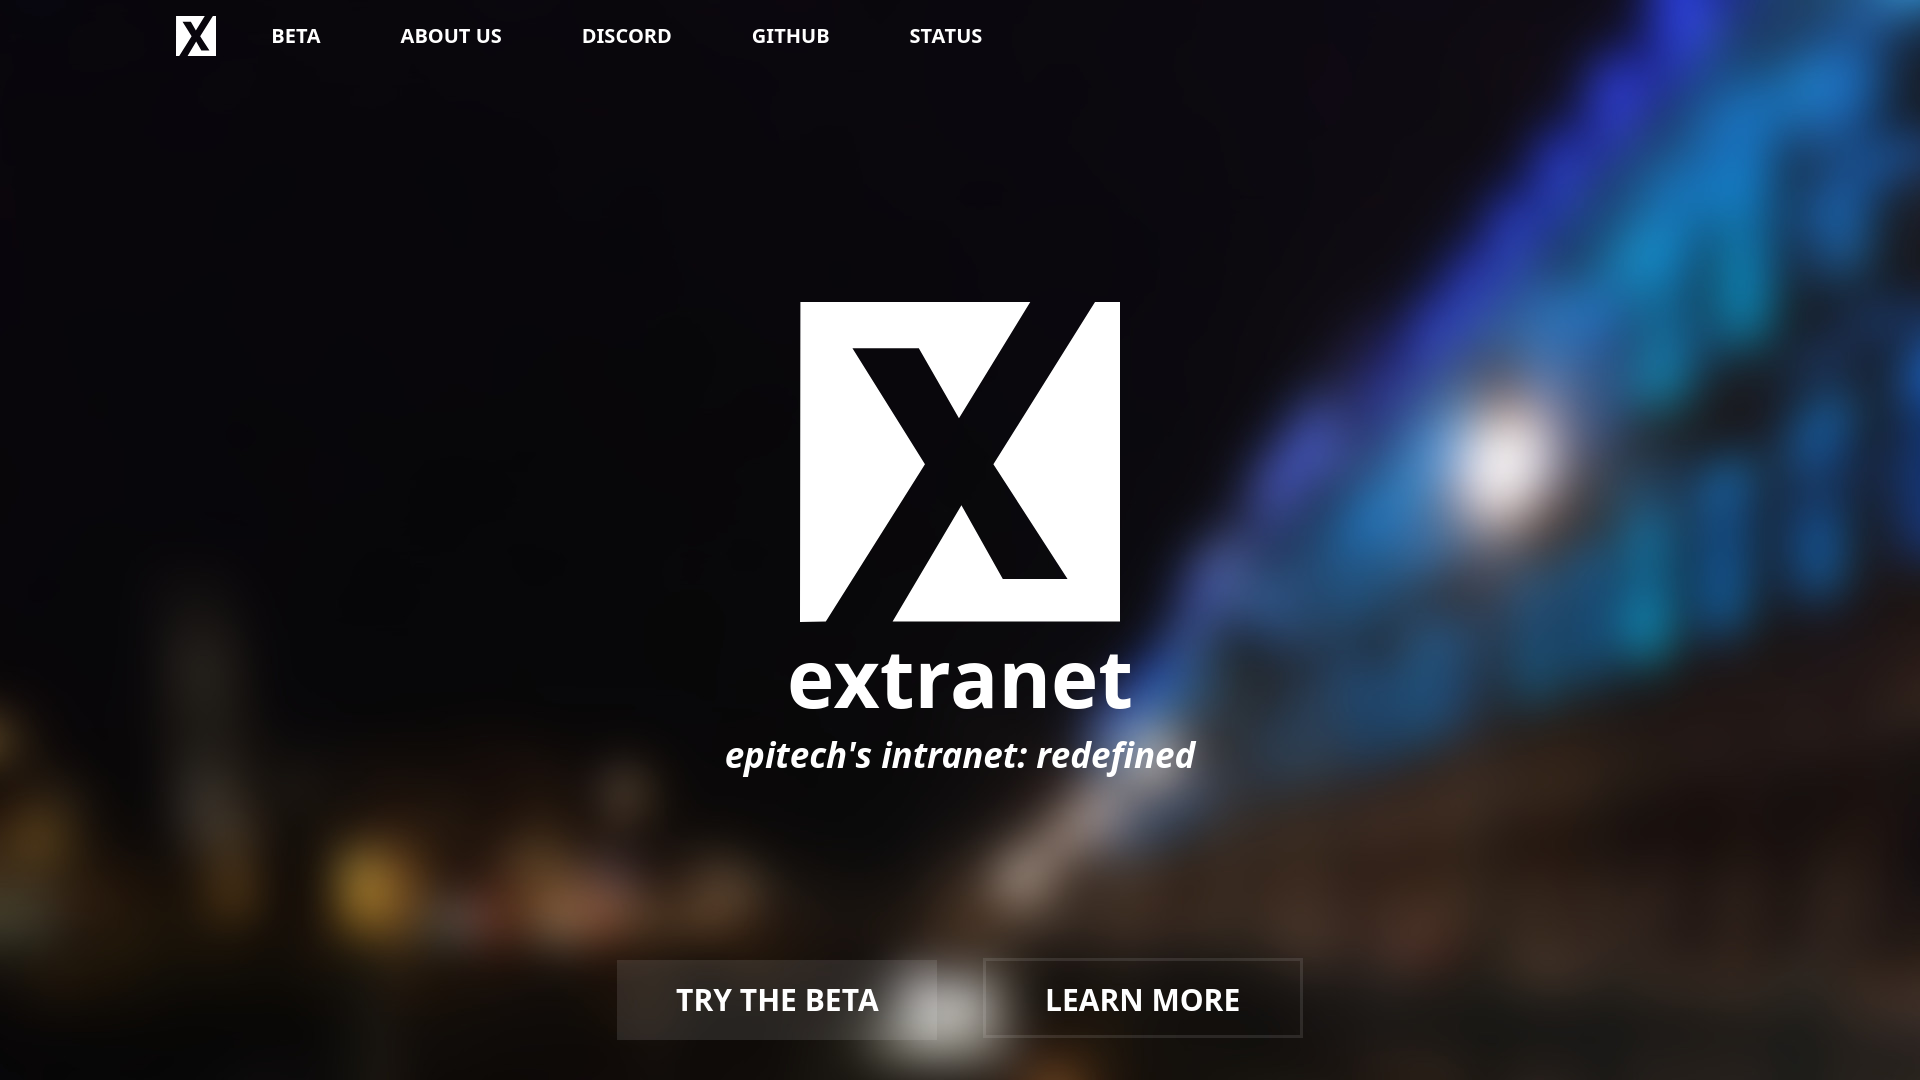 X BETA ABOUT US DISCORD GITHUB STATUS
X
extranet
epitech's intranet: redefined
TRY THE BETA LEARN MORE